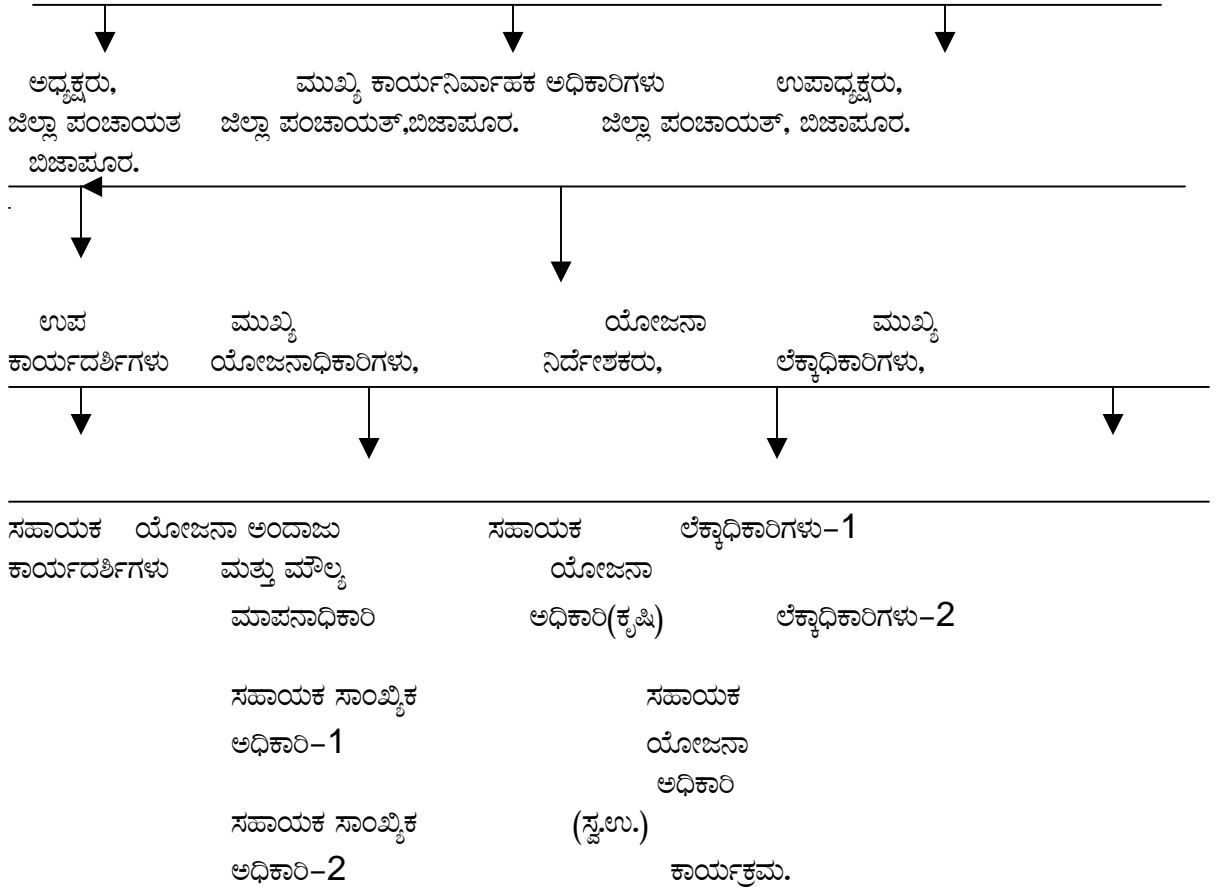 ಅಧ್ಯಕ್ಷರು, ಮುಖ್ಯ ಕಾರ್ಯನಿರ್ವಾಹಕ ಅಧಿಕಾರಿಗಳು ಉಪಾಧ್ಯಕ್ಷರು,
ಜಿಲ್ಲಾ ಪಂಚಾಯತ ಜಿಲ್ಲಾ ಪಂಚಾಯತ್,ಬಿಜಾಪೂರ. ಜಿಲ್ಲಾ ಪಂಚಾಯತ್, ಬಿಜಾಪೂರ.
ಬಿಜಾಪೂರ.
ಉಪ ಮುಖ್ಯ ಯೋಜನಾ ಮುಖ್ಯ
ಕಾರ್ಯದರ್ಶಿಗಳು ಯೋಜನಾಧಿಕಾರಿಗಳು, ನಿರ್ದೇಶಕರು, ಲೆಕ್ಕಾಧಿಕಾರಿಗಳು,
ಸಹಾಯಕ ಯೋಜನಾ ಅಂದಾಜು ಸಹಾಯಕ ಲೆಕ್ಕಾಧಿಕಾರಿಗಳು-1
ಕಾರ್ಯದರ್ಶಿಗಳು ಮತ್ತು ಮೌಲ್ಯ ಯೋಜನಾ
ಮಾಪನಾಧಿಕಾರಿ ಅಧಿಕಾರಿ(ಕೃಷಿ) ಲೆಕ್ಕಾಧಿಕಾರಿಗಳು-2
ಸಹಾಯಕ ಸಾಂಖ್ಯಿಕ ಸಹಾಯಕ
ಅಧಿಕಾರಿ-1 ಯೋಜನಾ
ಅಧಿಕಾರಿ
ಸಹಾಯಕ ಸಾಂಖ್ಯಿಕ (ಸ್ವ.ಉ.)
ಅಧಿಕಾರಿ-2 ಕಾರ್ಯಕ್ರಮ.